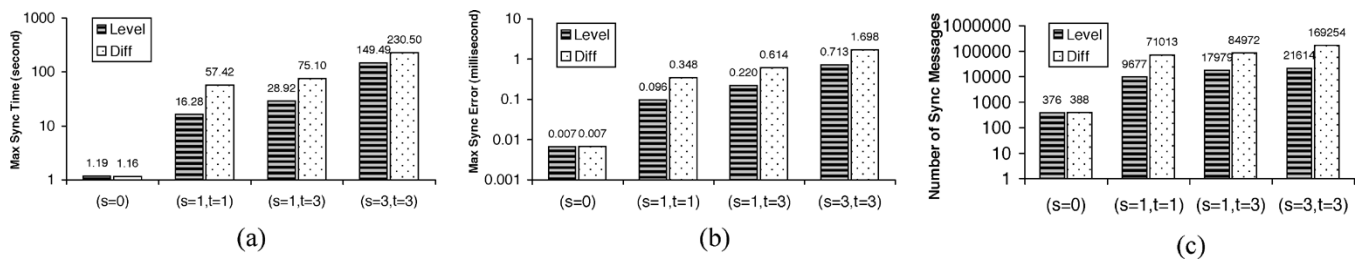 Max Sync Time (second)
1000
100
10
1
Level
Diff
1.19
1.16
16.28
57.42
28.92
75.10
149.49
230.50
(s=0)
(s=1,t=1)
(s=1,t=3)
(s=3,t=3)
(a)
Max Sync Error (millisecond)
10
1
0.1
0.01
0.001
Level
Diff
0.007
0.007
0.096
0.348
0.220
0.614
0.713
1.698
(s=0)
(s=1,t=1)
(s=1,t=3)
(s=3,t=3)
(b)
Number of Sync Messages
1000000
100000
10000
1000
100
10
1
Level
Diff
376
388
9677
71013
17979
84972
21614
169254
(s=0)
(s=1,t=1)
(s=1,t=3)
(s=3,t=3)
(c)